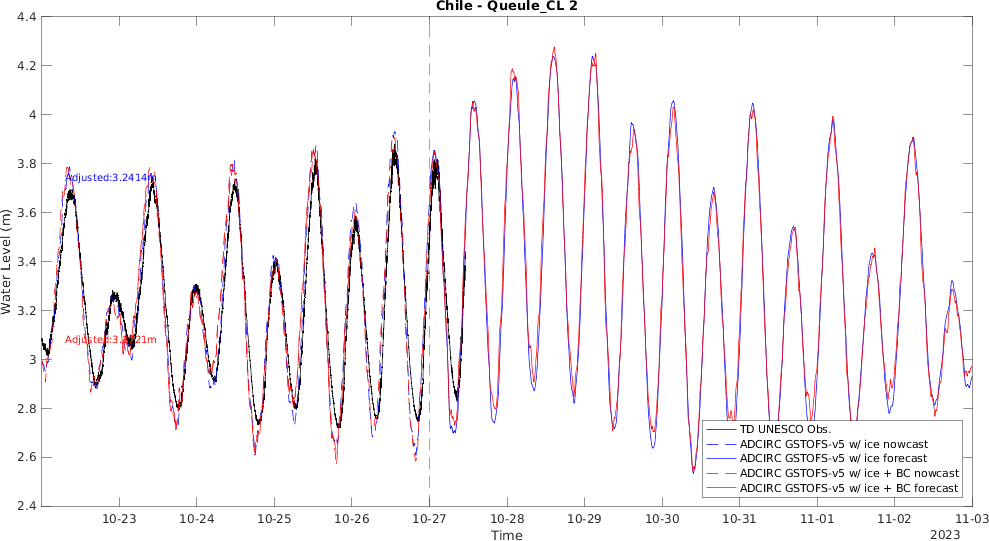 Chile - Queule_CL 2
4.4
4.2
4
3.8
3.6
3.4
3.2
3
2.8
2.6
2.4
Water Level (m)
Adjusted:3.2414m
TD UNESCO Obs.
ADCIRC GSTOFS-v5 w/ ice nowcast
ADCIRC GSTOFS-v5 w/ ice forecast
ADCIRC GSTOFS-v5 w/ ice + BC nowcast
ADCIRC GSTOFS-v5 w/ ice + BC forecast
10-23
10-24
10-25
10-26
10-27
10-28
10-29
10-30
10-31
11-01
11-02
11-03
Time
2023